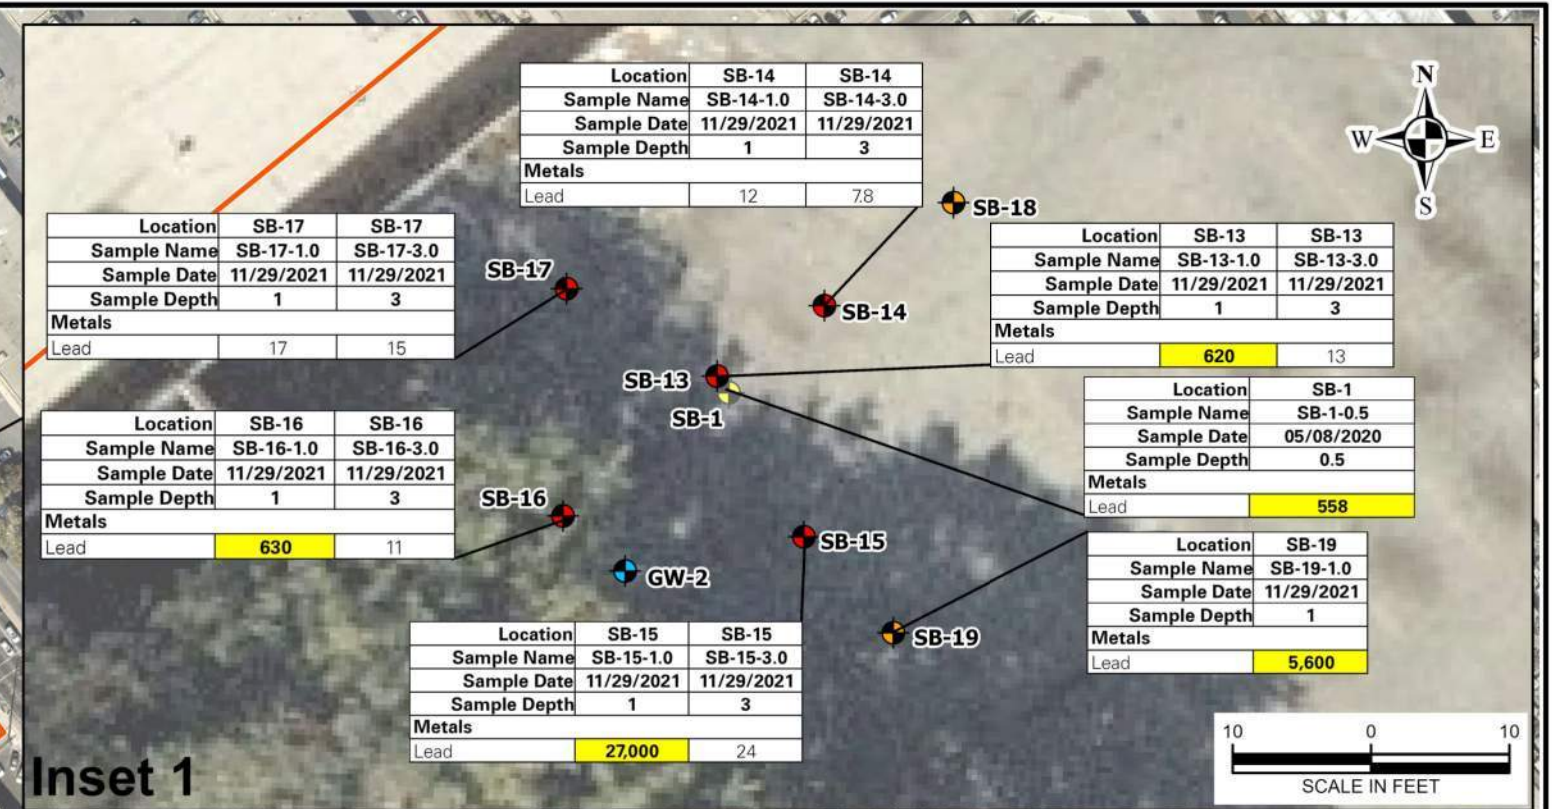 Location SB-14 SB-14
Sample Name SB-14-1.0 SB-14-3.0
Sample Date 11/29/2021 11/29/2021
Sample Depth 1 3
Metals
Lead 12 7.8
N
W E
S
SB-18
Location SB-17 SB-17
Sample Name SB-17-1.0 SB-17-3.0
Sample Date 11/29/2021 11/29/2021
Sample Depth 1 3
Metals
Lead 17 15
SB-17
SB-14
Location SB-13 SB-13
Sample Name SB-13-1.0 SB-13-3.0
Sample Date 11/29/2021 11/29/2021
Sample Depth 1 3
Metals
Lead 620 13
SB-13
SB-1
Location SB-1
Sample Name SB-1-0.5
Sample Date 05/08/2020
Sample Depth 0.5
Metals
Lead 558
Location SB-16 SB-16
Sample Name SB-16-1.0 SB-16-3.0
Sample Date 11/29/2021 11/29/2021
Sample Depth 1 3
Metals
Lead 630 11
SB-16
SB-15
GW-2
SB-19
Location SB-19
Sample Name SB-19-1.0
Sample Date 11/29/2021
Sample Depth 1
Metals
Lead 5,600
Location SB-15 SB-15
Sample Name SB-15-1.0 SB-15-3.0
Sample Date 11/29/2021 11/29/2021
Sample Depth 1 3
Metals
Lead 27,000 24
Inset 1
10 0 10
SCALE IN FEET